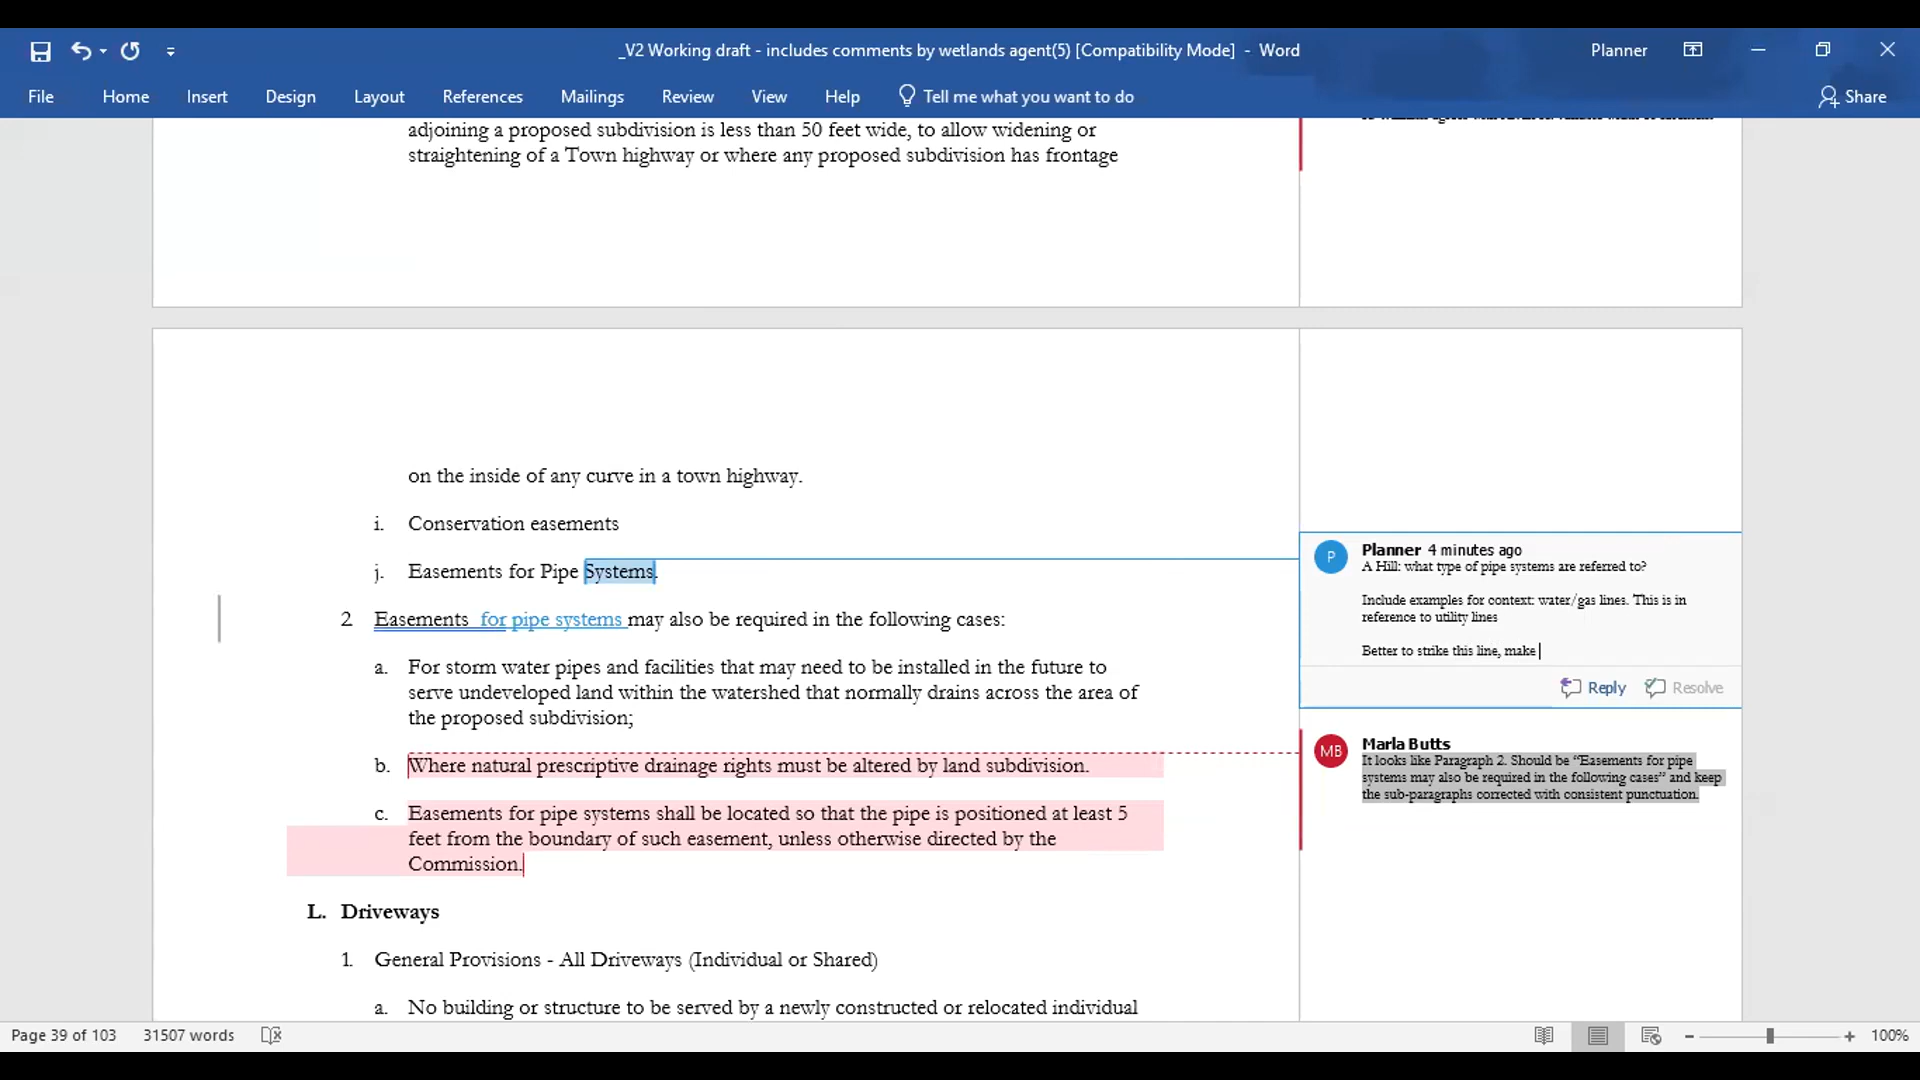 _V2 Working draft - includes comments by wetlands agent(5) [Compatibility Mode] - Word
Planner
File Home Insert Design Layout References Mailings Review View Help Tell me what you want to do Share
adjoining a proposed subdivision is less than 50 feet wide, to allow widening or
straightening of a Town highway or where any proposed subdivision has frontage
on the inside of any curve in a town highway.
i. Conservation easements
j. Easements for Pipe Systems.
2. Easements for pipe systems may also be required in the following cases:
a. For storm water pipes and facilities that may need to be installed in the future to
serve undeveloped land within the watershed that normally drains across the area of
the proposed subdivision;
b. Where natural prescriptive drainage rights must be altered by land subdivision.
c. Easements for pipe systems shall be located so that the pipe is positioned at least 5
feet from the boundary of such easement, unless otherwise directed by the
Commission.
L. Driveways
1. General Provisions - All Driveways (Individual or Shared)
a. No building or structure to be served by a newly constructed or relocated individual
P
Planner 4 minutes ago
A Hill: what type of pipe systems are referred to?
Include examples for context: water/gas lines. This is in
reference to utility lines
Better to strike this line, make
Reply Resolve
MB
Marla Butts
It looks like Paragraph 2. Should be “Easements for pipe
systems may also be required in the following cases” and keep
the sub-paragraphs corrected with consistent punctuation.
Page 39 of 103 31507 words 100%